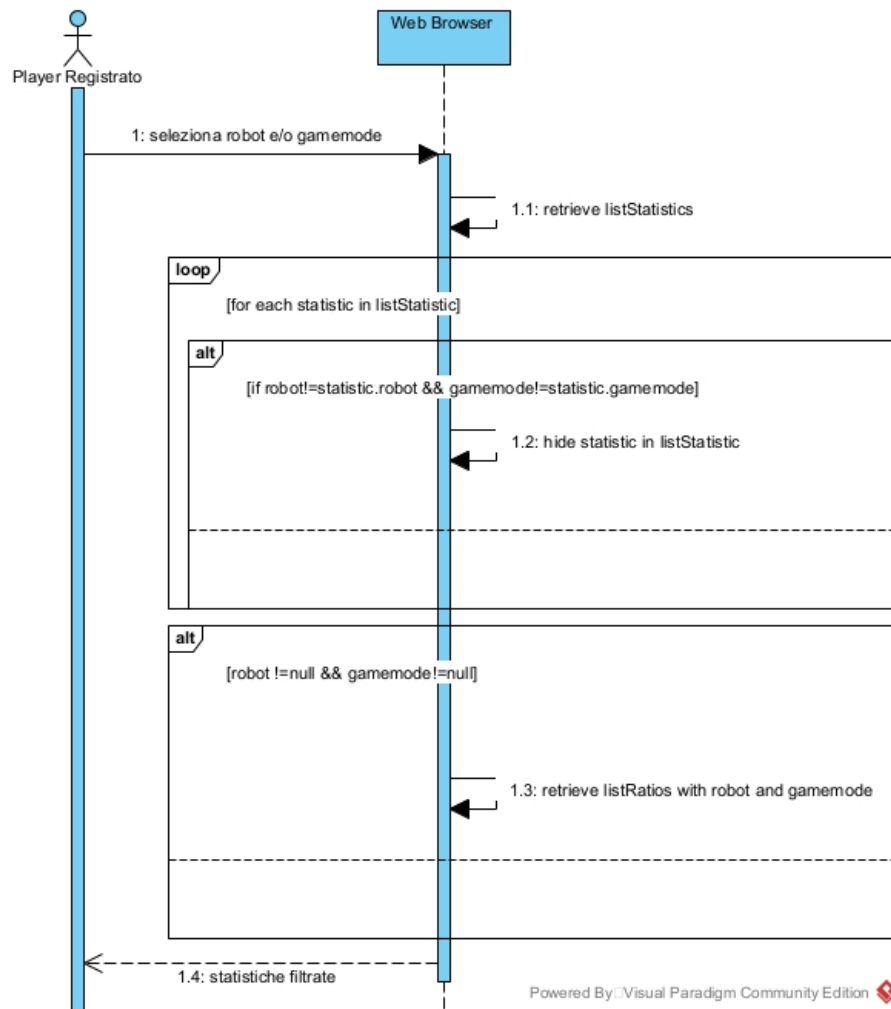 Web Browser
Player Registrato
1: seleziona robot e/o gamemode
1.1: retrieve listStatistics
loop
[for each statistic in listStatistic]
alt
[if robot!=statistic.robot && gamemode!=statistic.gamemode]
1.2: hide statistic in listStatistic
alt
[robot !=null && gamemode!=null]
1.3: retrieve listRatios with robot and gamemode
1.4: statistiche filtrate
Powered By Visual Paradigm Community Edition